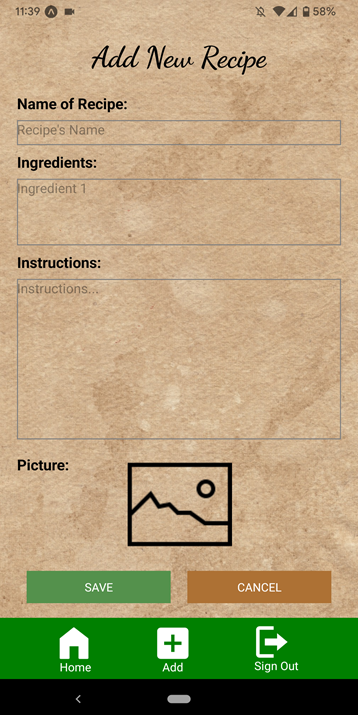 11:39 58%
Add New Recipe
Name of Recipe:
Recipe's Name
Ingredients:
Ingredient 1
Instructions:
Instructions...
Picture:
SAVE CANCEL
Home Add Sign Out